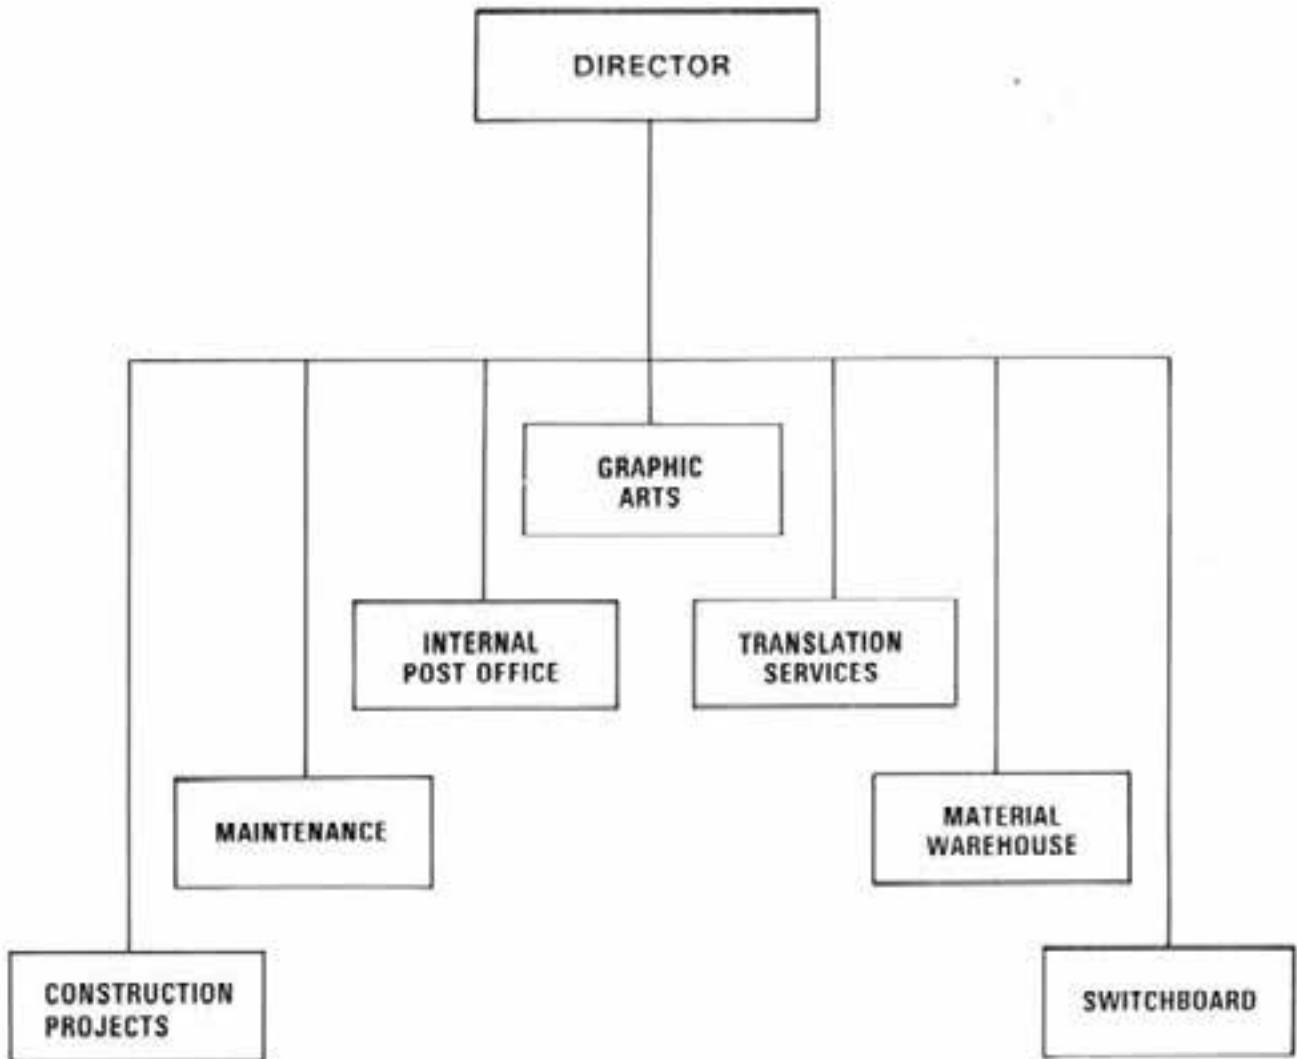 DIRECTOR
GRAPHIC
ARTS
INTERNAL
POST OFFICE
TRANSLATION
SERVICES
MAINTENANCE
MATERIAL
WAREHOUSE
CONSTRUCTION
PROJECTS
SWITCHBOARD